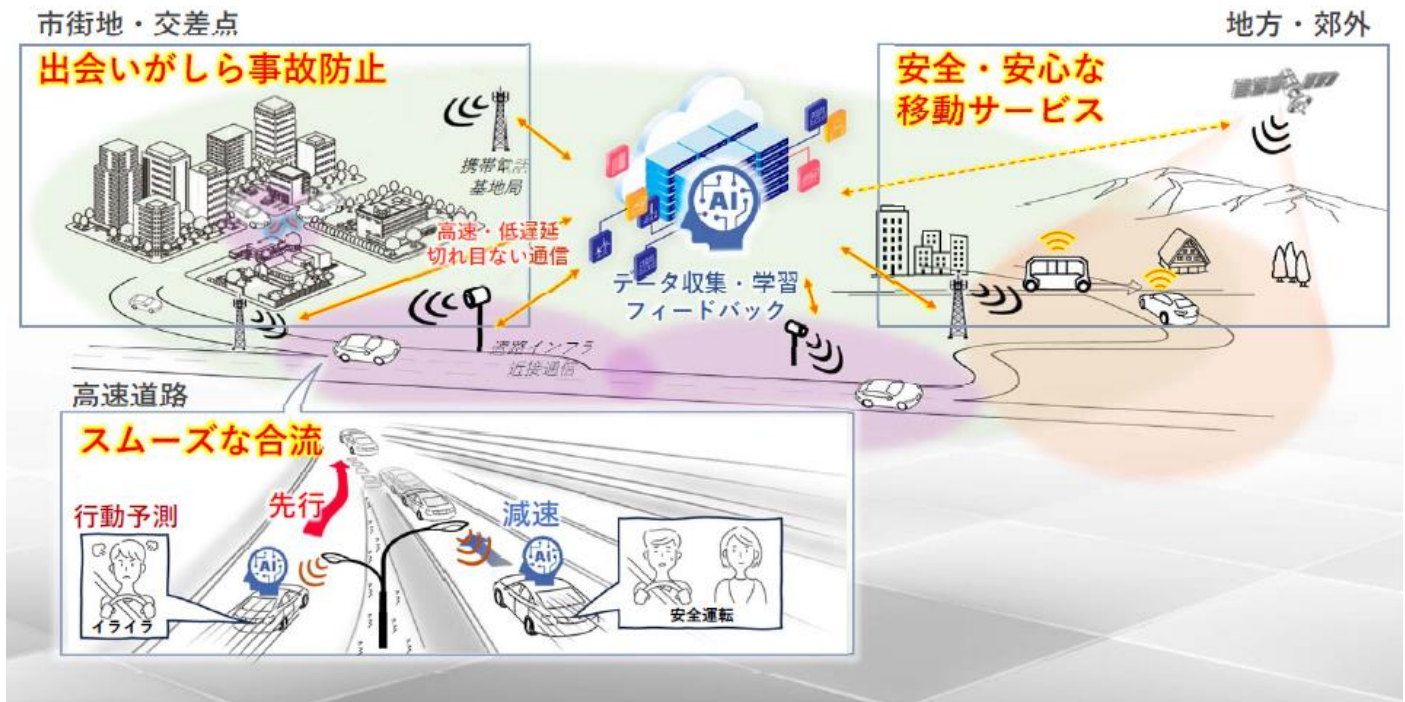 市街地・交差点
出会いがしら事故防止
携帯電話
基地局
高速・低遅延
切れ目ない通信
AI
データ収集・学習
フィードバック
道路インフラ
近接通信
地方・郊外
安全・安心な
移動サービス
高速道路
スムーズな合流
先行
行動予測
AI
イライラ
減速
AI
安全運転